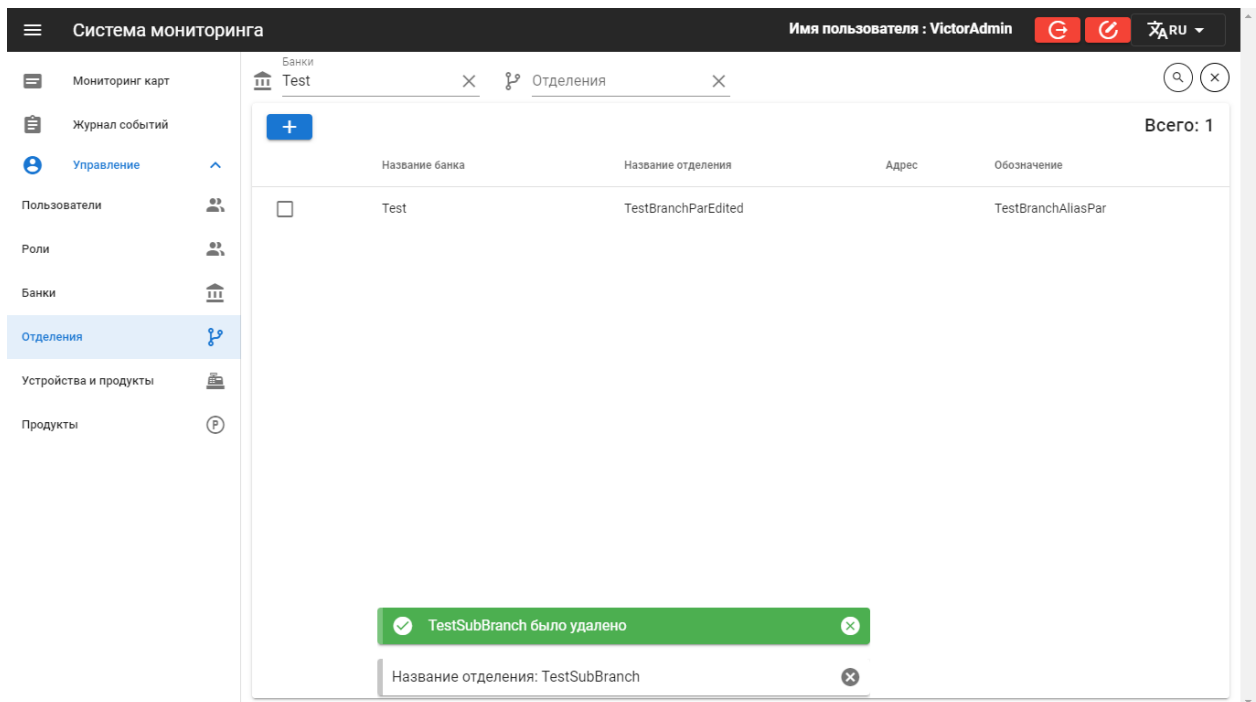 Система мониторинга
Имя пользователя : VictorAdmin
RU
Мониторинг карт
Журнал событий
Управление
Пользователи
Роли
Банки
Отделения
Устройства и продукты
Продукты
P
Банки
Test
Отделения
+
Всего: 1
Название банка Название отделения Адрес Обозначение
Test TestBranchParEdited TestBranchAliasPar
TestSubBranch было удалено
Название отделения: TestSubBranch